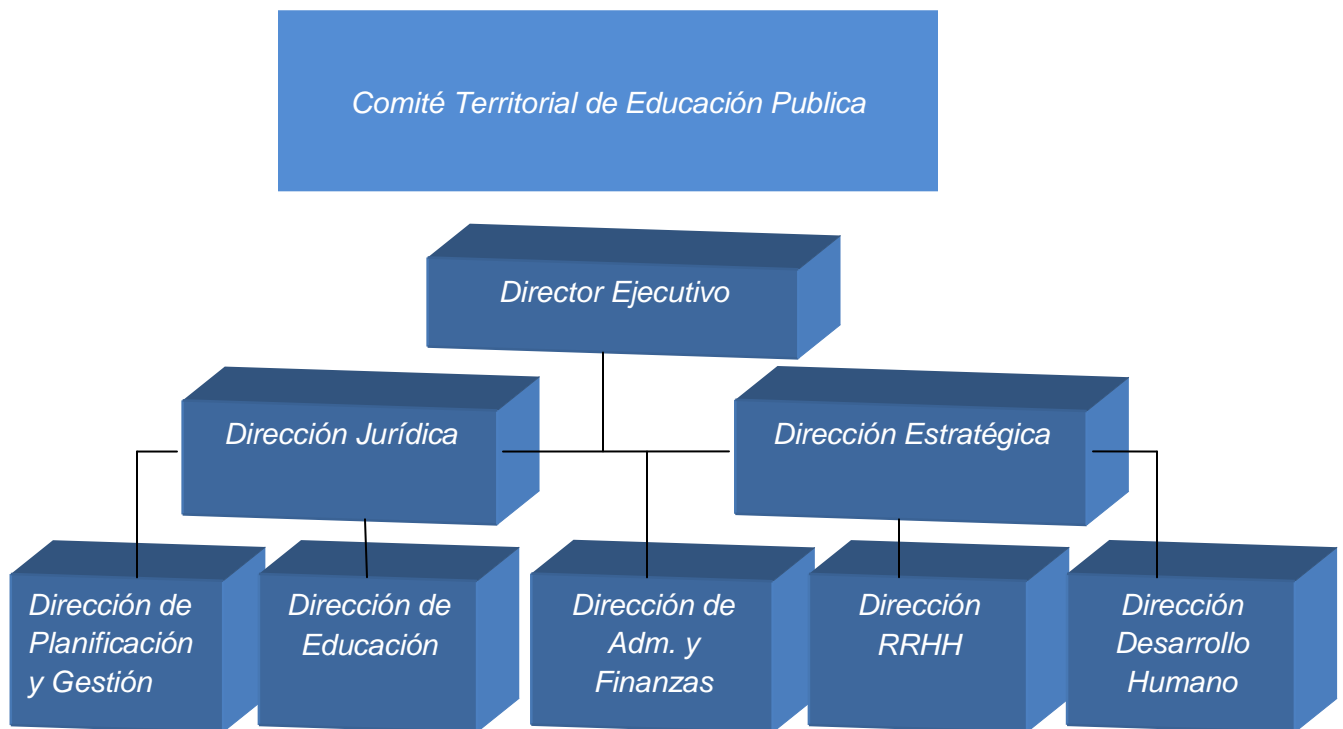 Comité Territorial de Educación Publica
Director Ejecutivo
Dirección Jurídica
Dirección Estratégica
Dirección de
Planificación
y Gestión
Dirección de
Educación
Dirección de
Adm. y
Finanzas
Dirección
RRHH
Dirección
Desarrollo
Humano